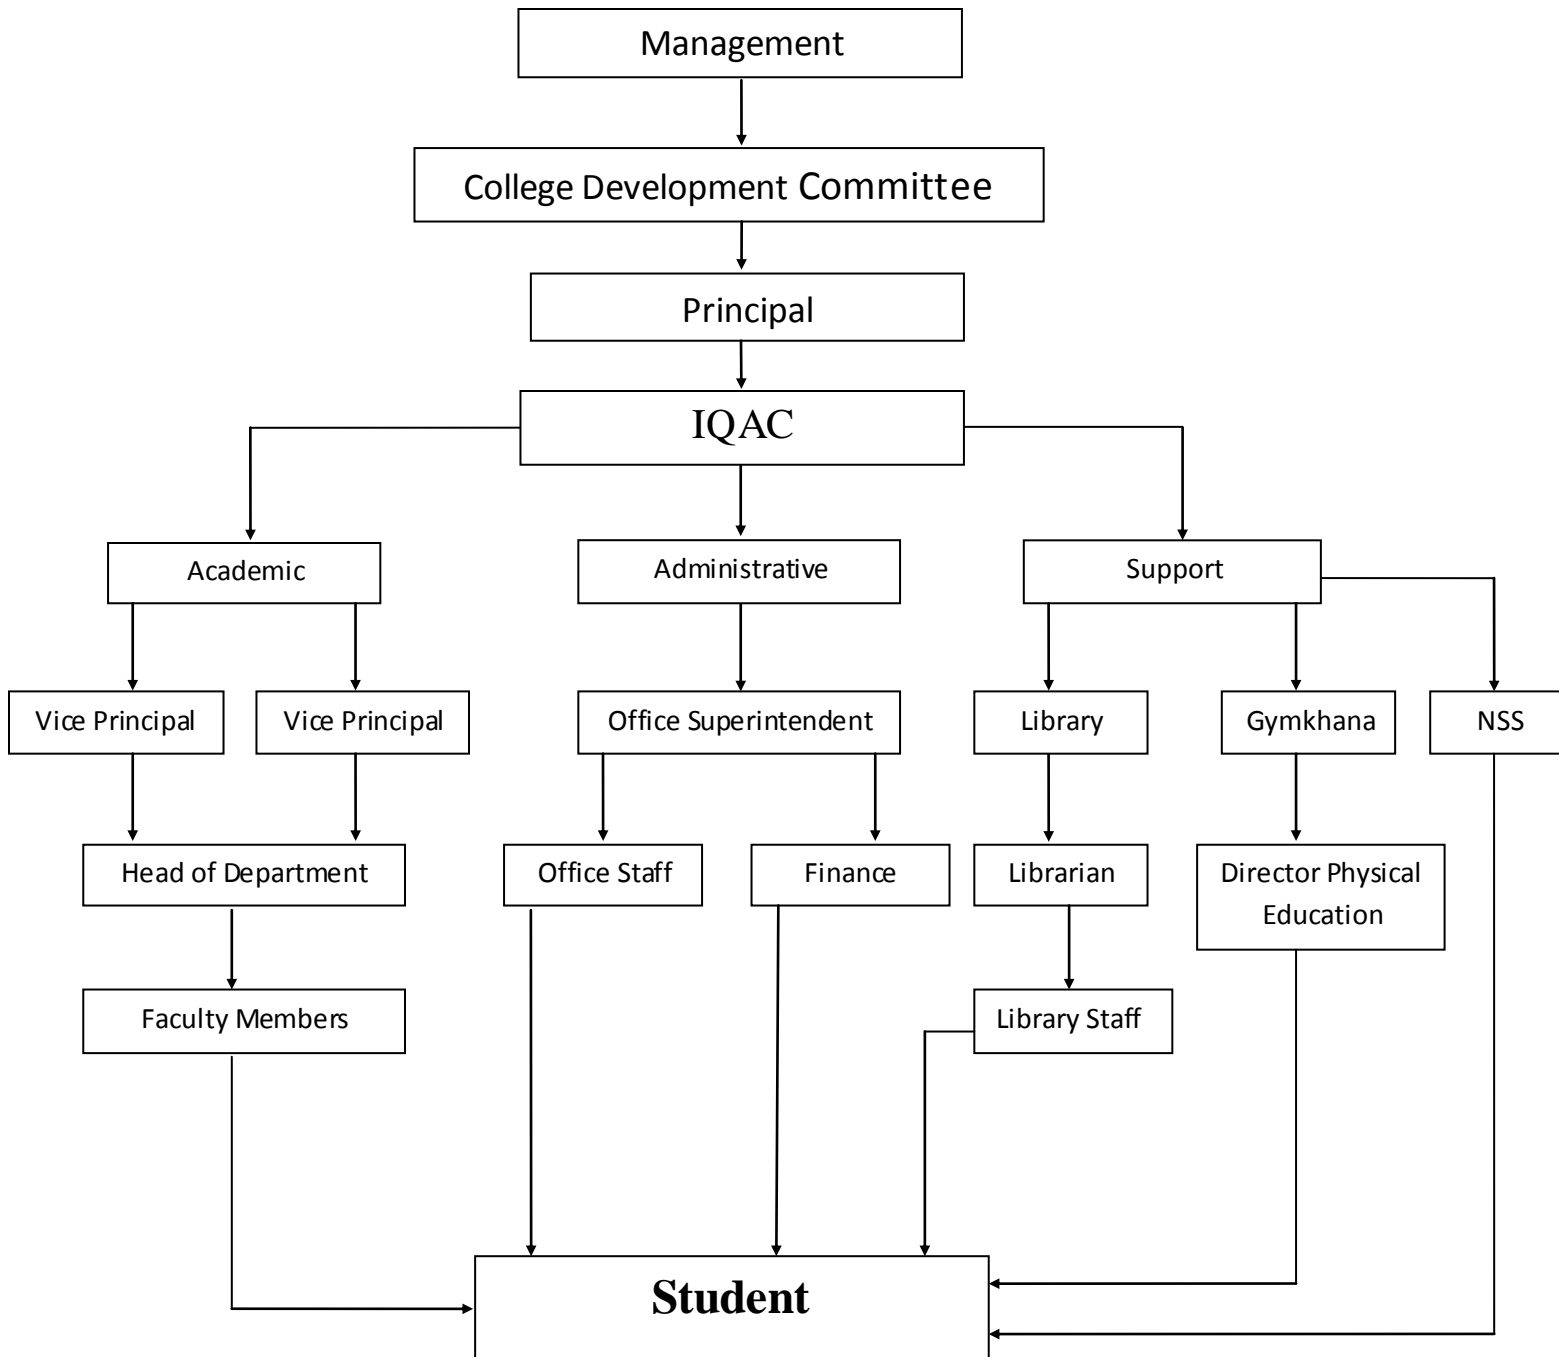 Management
College Development Committee
Principal
IQAC
Academic
Administrative
Support
Vice Principal
Vice Principal
Office Superintendent
Library
Gymkhana
NSS
Head of Department
Office Staff
Finance
Librarian
Director Physical
Education
Faculty Members
Library Staff
Student